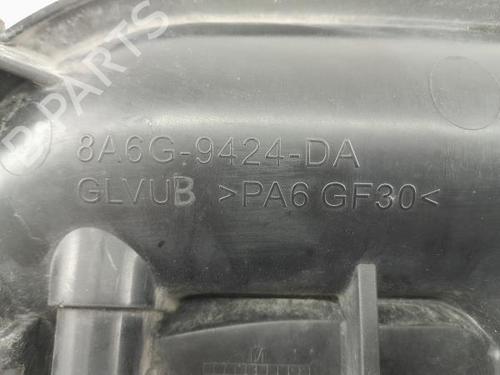 B PARTS
8A6G-9424-DA
GLVUB >PA6 GF30<
M